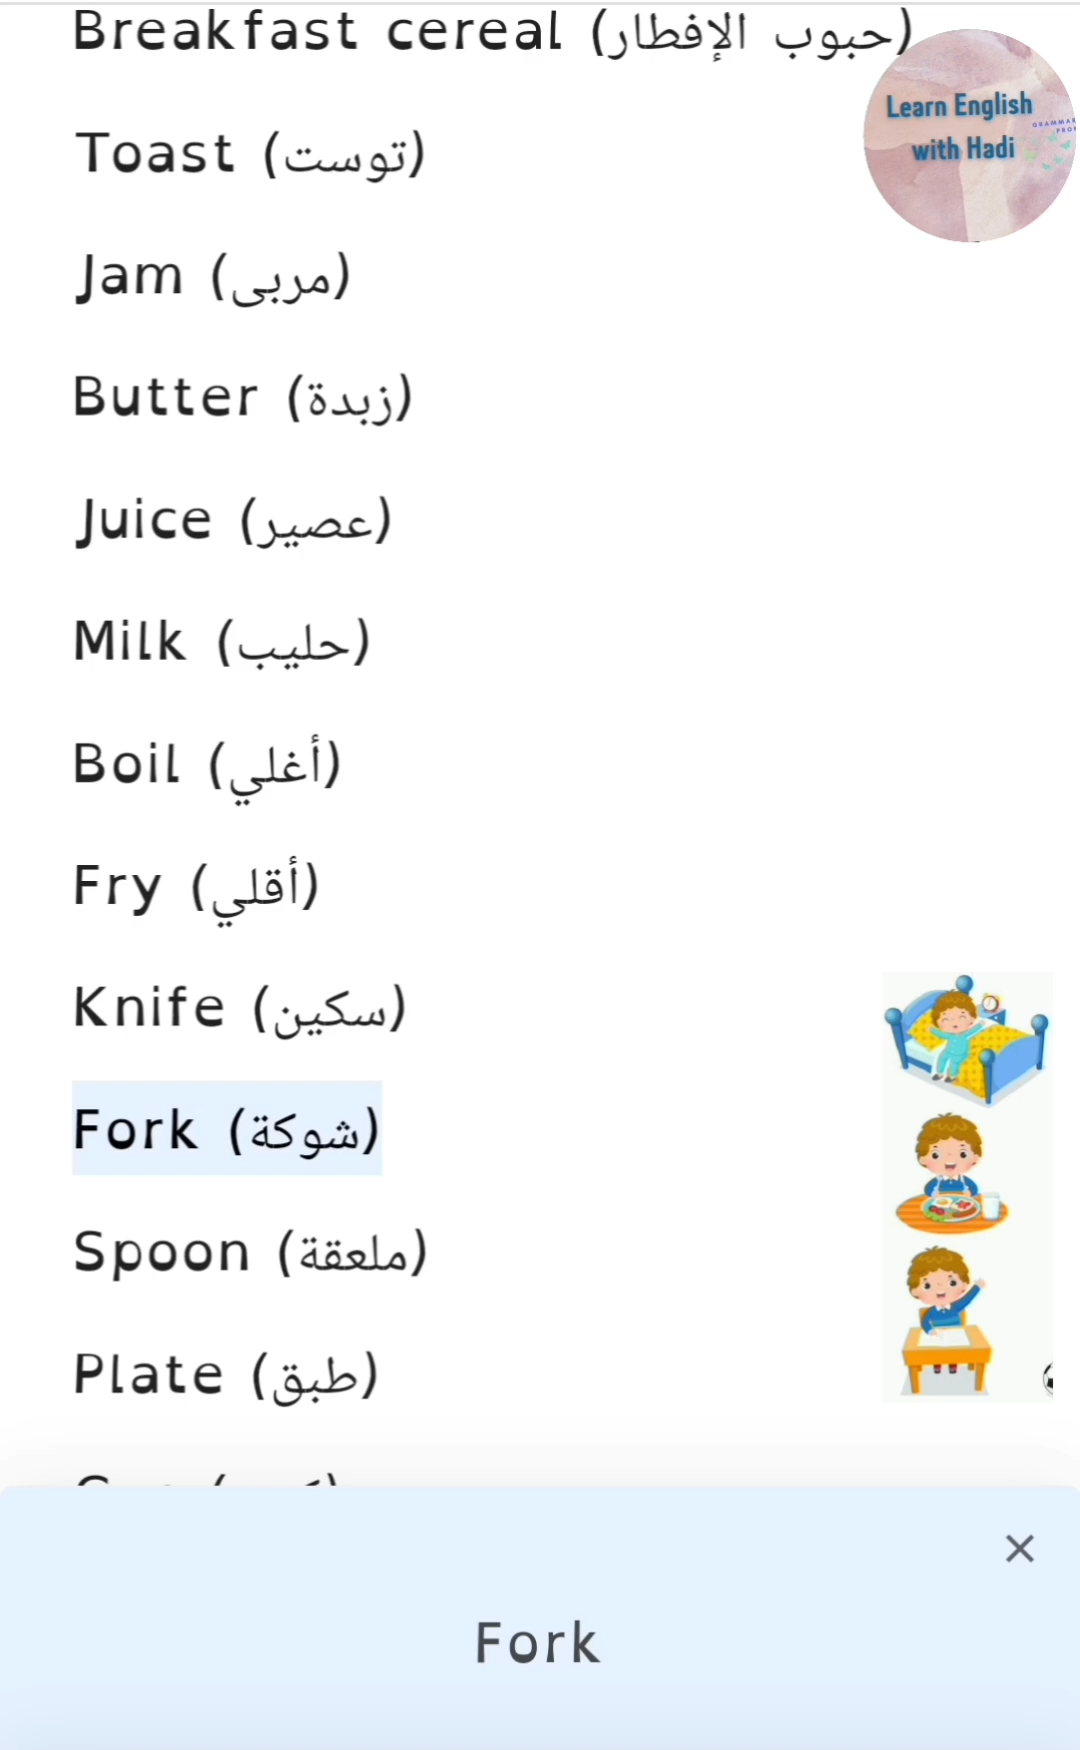 Breakfast cereal (حبوب الإفطار)
Learn English
with Hadi
Toast (توست)
Jam (مربى)
Butter (زبدة)
Juice (عصير)
Milk (حليب)
Boil (أغلي)
Fry (أقلي)
Knife (سكين)
Fork (شوكة)
Spoon (ملعقة)
Plate (طبق)
Fork